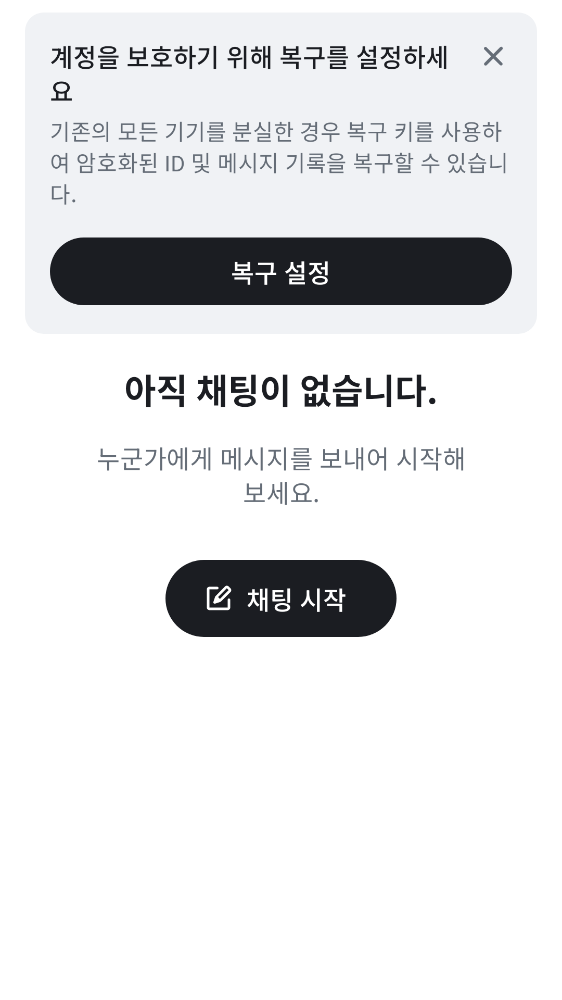 계정을 보호하기 위해 복구를 설정하세
요
기존의 모든 기기를 분실한 경우 복구 키를 사용하
여 암호화된 ID 및 메시지 기록을 복구할 수 있습니
다.
복구 설정
아직 채팅이 없습니다.
누군가에게 메시지를 보내어 시작해
보세요.
채팅 시작